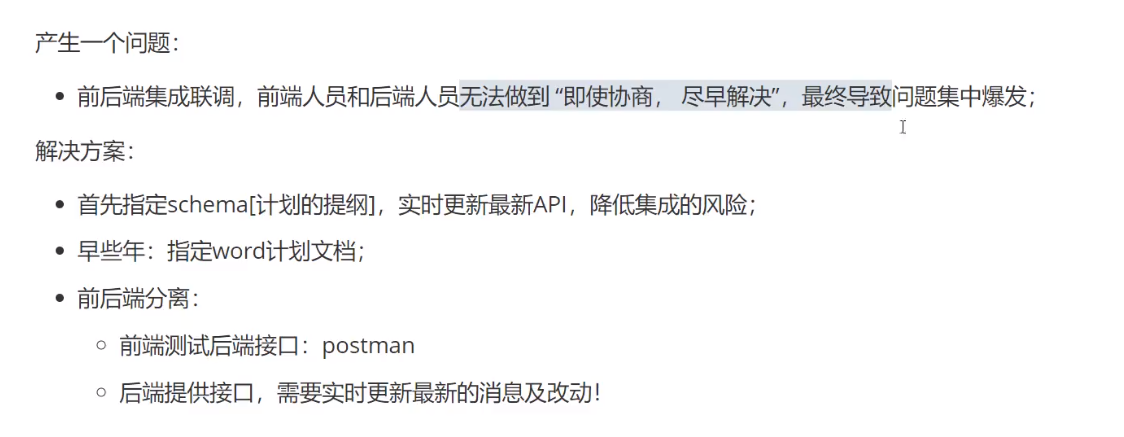 产生一个问题：
前后端集成联调，前端人员和后端人员无法做到 “即使协商， 尽早解决”，最终导致问题集中爆发；
解决方案：
首先指定schema[计划的提纲]，实时更新最新API，降低集成的风险；
早些年：指定word计划文档；
前后端分离：
前端测试后端接口：postman
后端提供接口，需要实时更新最新的消息及改动！